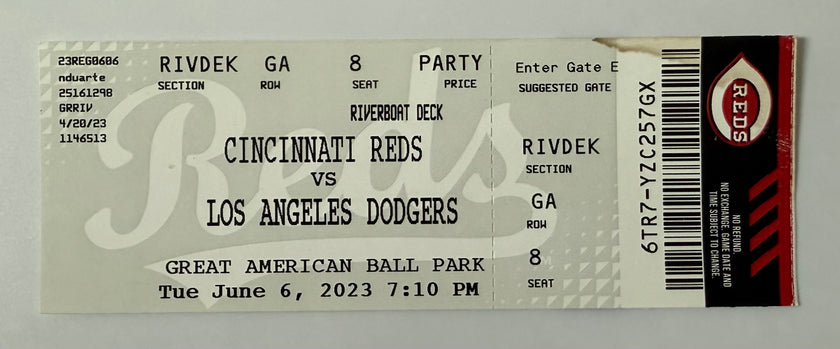 23REG0606
nduarte
25161298
GRRIV
4/20/23
1146513
RIVDEK GA 8 PARTY
SECTION ROW SEAT PRICE
RIVERBOAT DECK
CINCINNATI REDS
VS
LOS ANGELES DODGERS
GREAT AMERICAN BALL PARK
Tue June 6, 2023 7:10 PM
Reds
Enter Gate E
SUGGESTED GATE
RIVDEK
SECTION
GA
ROW
8
SEAT
6TR7-YZC257GX
REDS
NO REFUND.
NO EXCHANGE. GAME DATE AND
TIME SUBJECT TO CHANGE.